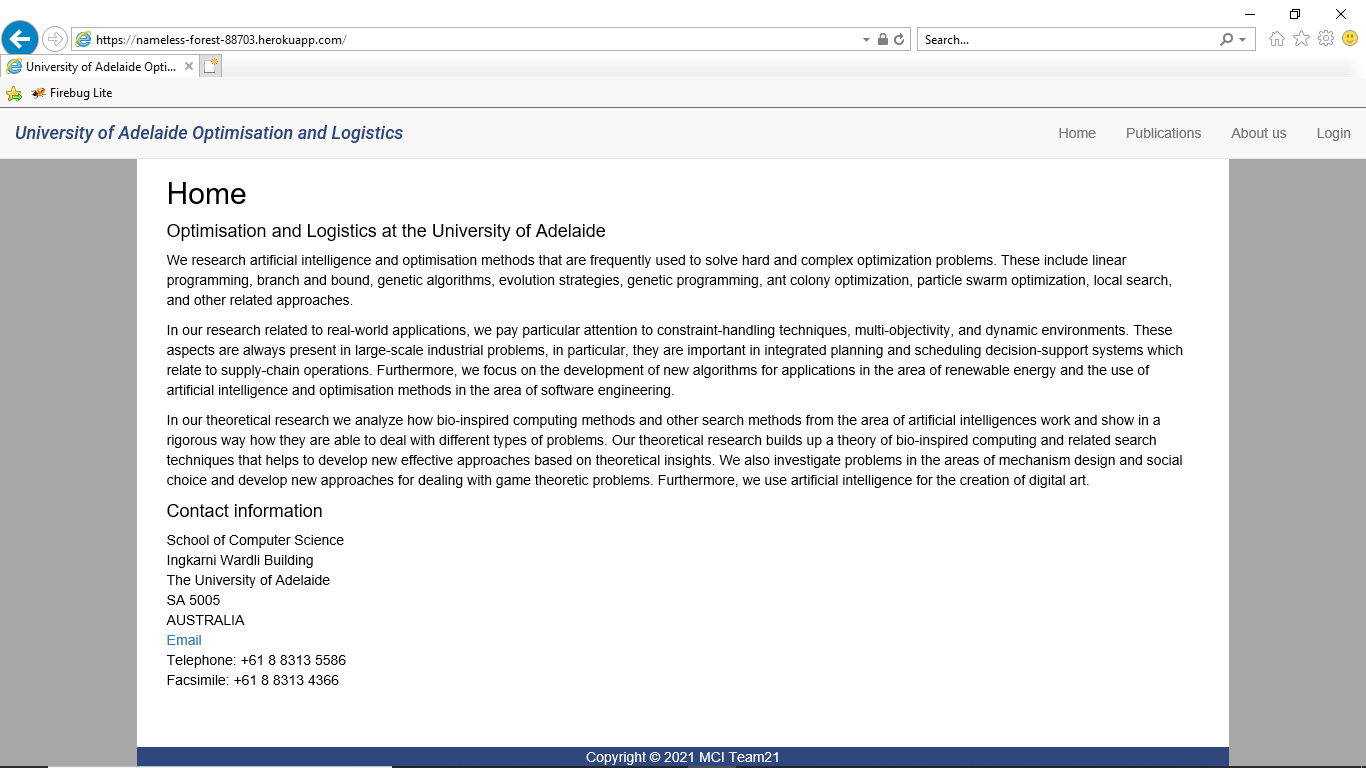 https://nameless-forest-88703.herokuapp.com/
Search...
University of Adelaide Opti...
Firebug Lite
University of Adelaide Optimisation and Logistics
Home Publications About us Login
Home
Optimisation and Logistics at the University of Adelaide
We research artificial intelligence and optimisation methods that are frequently used to solve hard and complex optimization problems. These include linear
programming, branch and bound, genetic algorithms, evolution strategies, genetic programming, ant colony optimization, particle swarm optimization, local search,
and other related approaches.
In our research related to real-world applications, we pay particular attention to constraint-handling techniques, multi-objectivity, and dynamic environments. These
aspects are always present in large-scale industrial problems, in particular, they are important in integrated planning and scheduling decision-support systems which
relate to supply-chain operations. Furthermore, we focus on the development of new algorithms for applications in the area of renewable energy and the use of
artificial intelligence and optimisation methods in the area of software engineering.
In our theoretical research we analyze how bio-inspired computing methods and other search methods from the area of artificial intelligences work and show in a
rigorous way how they are able to deal with different types of problems. Our theoretical research builds up a theory of bio-inspired computing and related search
techniques that helps to develop new effective approaches based on theoretical insights. We also investigate problems in the areas of mechanism design and social
choice and develop new approaches for dealing with game theoretic problems. Furthermore, we use artificial intelligence for the creation of digital art.
Contact information
School of Computer Science
Ingkarni Wardli Building
The University of Adelaide
SA 5005
AUSTRALIA
Email
Telephone: +61 8 8313 5586
Facsimile: +61 8 8313 4366
Copyright © 2021 MCI Team21